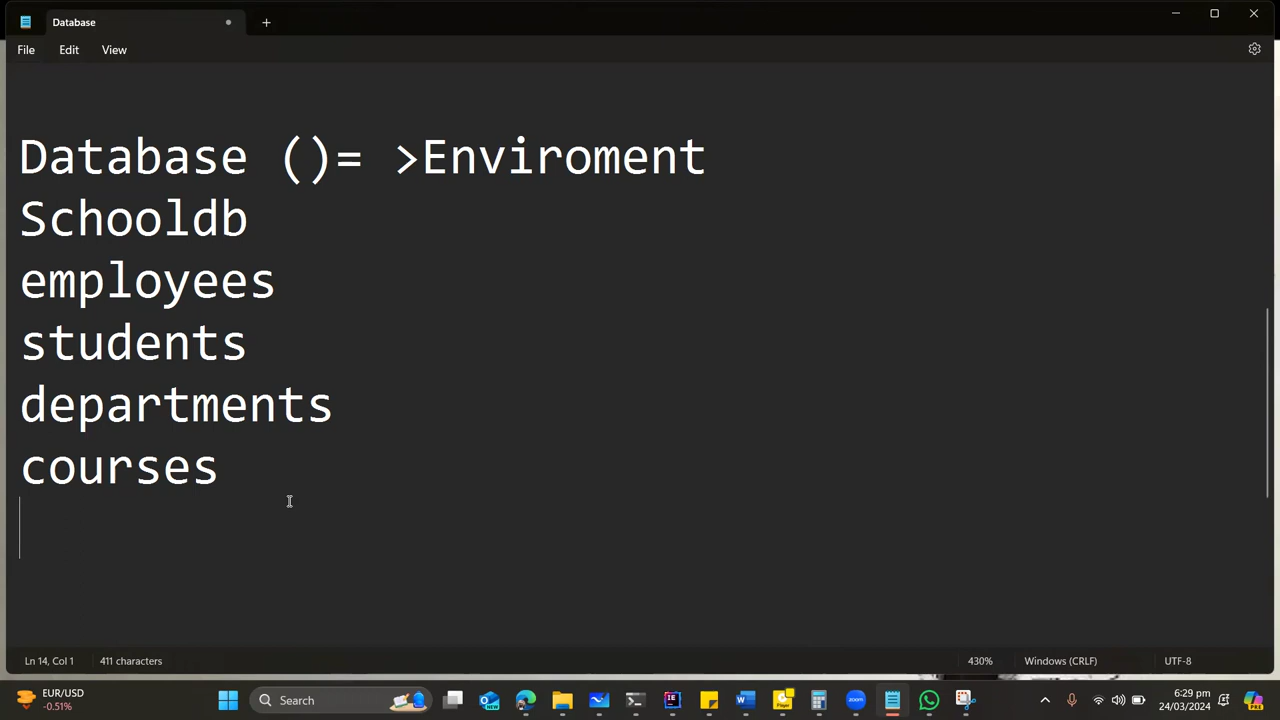 Database
File
Edit
View
Database ()= >Enviroment
Schooldb
employees
students
departments
courses
Ln 14, Col 1
411 characters
430%
Windows (CRLF)
UTF-8
EUR/USD
-0.51%
Search
6:29 pm
24/03/2024